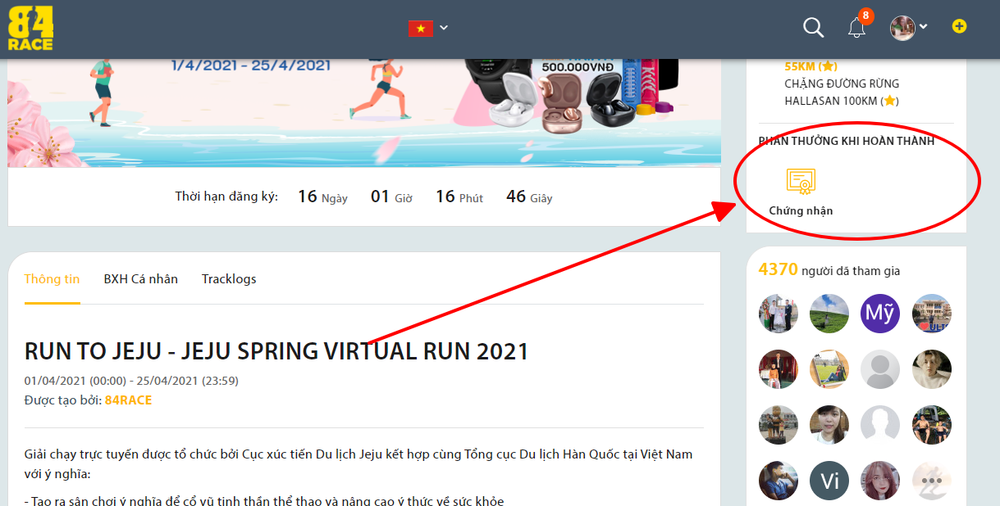 84
RACE
8
1/4/2021 - 25/4/2021
500.000VNĐ
55KM (⭐)
CHẶNG ĐƯỜNG RỪNG
HALLASAN 100KM (⭐)
PHẦN THƯỞNG KHI HOÀN THÀNH
Chứng nhận
Thời hạn đăng ký: 16 Ngày 01 Giờ 16 Phút 46 Giây
Thông tin BXH Cá nhân Tracklogs
RUN TO JEJU - JEJU SPRING VIRTUAL RUN 2021
01/04/2021 (00:00) - 25/04/2021 (23:59)
Được tạo bởi: 84RACE
Giải chạy trực tuyến được tổ chức bởi Cục xúc tiến Du lịch Jeju kết hợp cùng Tổng cục Du lịch Hàn Quốc tại Việt Nam
với ý nghĩa:
- Tạo ra sân chơi ý nghĩa để cổ vũ tinh thần thể thao và nâng cao ý thức về sức khỏe
4370 người đã tham gia
Mỹ
Vi